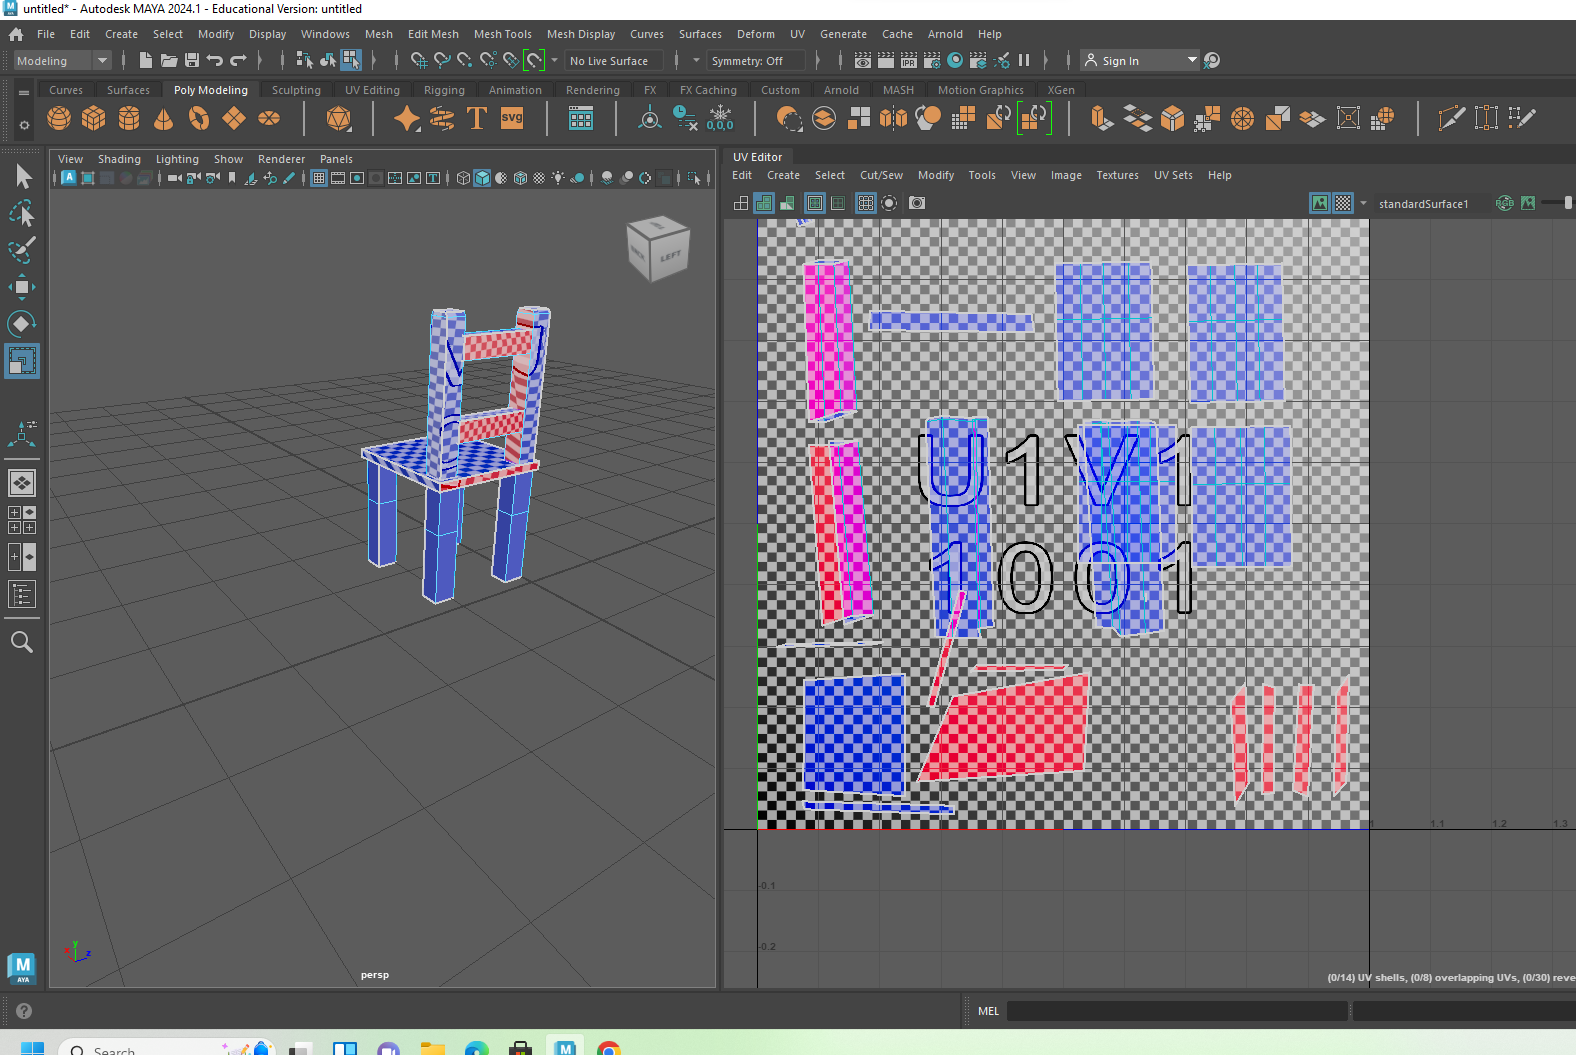 untitled* - Autodesk MAYA 2024.1 - Educational Version: untitled
File Edit Create Select Modify Display Windows Mesh Edit Mesh Mesh Tools Mesh Display Curves Surfaces Deform UV Generate Cache Arnold Help
Modeling No Live Surface Symmetry: Off IPR Sign In
Curves Surfaces Poly Modeling Sculpting UV Editing Rigging Animation Rendering FX FX Caching Custom Arnold MASH Motion Graphics XGen
T SVG 0,0,0
View Shading Lighting Show Renderer Panels
UV Editor
Edit Create Select Cut/Sew Modify Tools View Image Textures UV Sets Help
standardSurface1
LEFT
U1V1
1001
1 1.1 1.2 1.3
-0.1
-0.2
y
x
z
persp
(0/14) UV shells, (0/8) overlapping UVs, (0/30) reve
M
AYA
MEL
Search